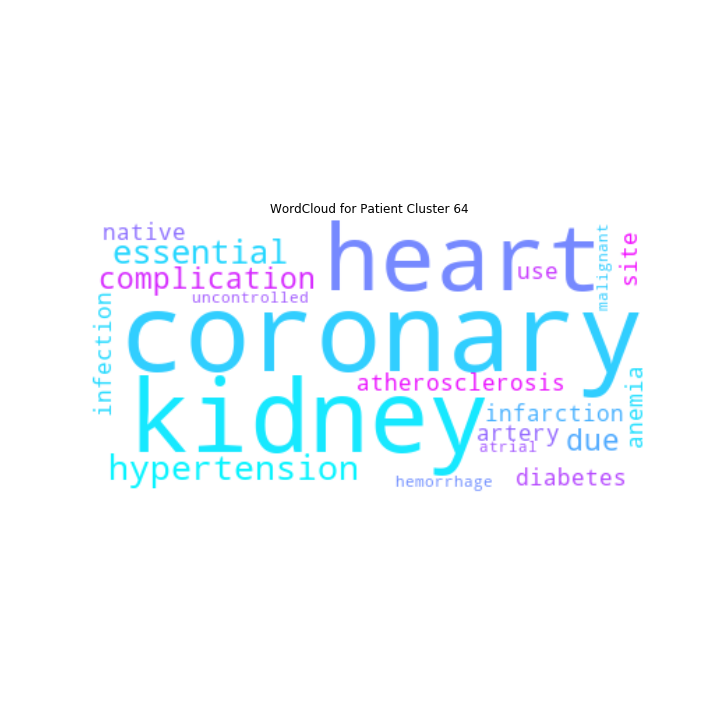 WordCloud for Patient Cluster 64
native
essential
heart
malignant
site
complication
use
uncontrolled
infection
coronary
atherosclerosis
anemia
kidney
infarction
artery
due
atrial
hypertension
hemorrhage
diabetes